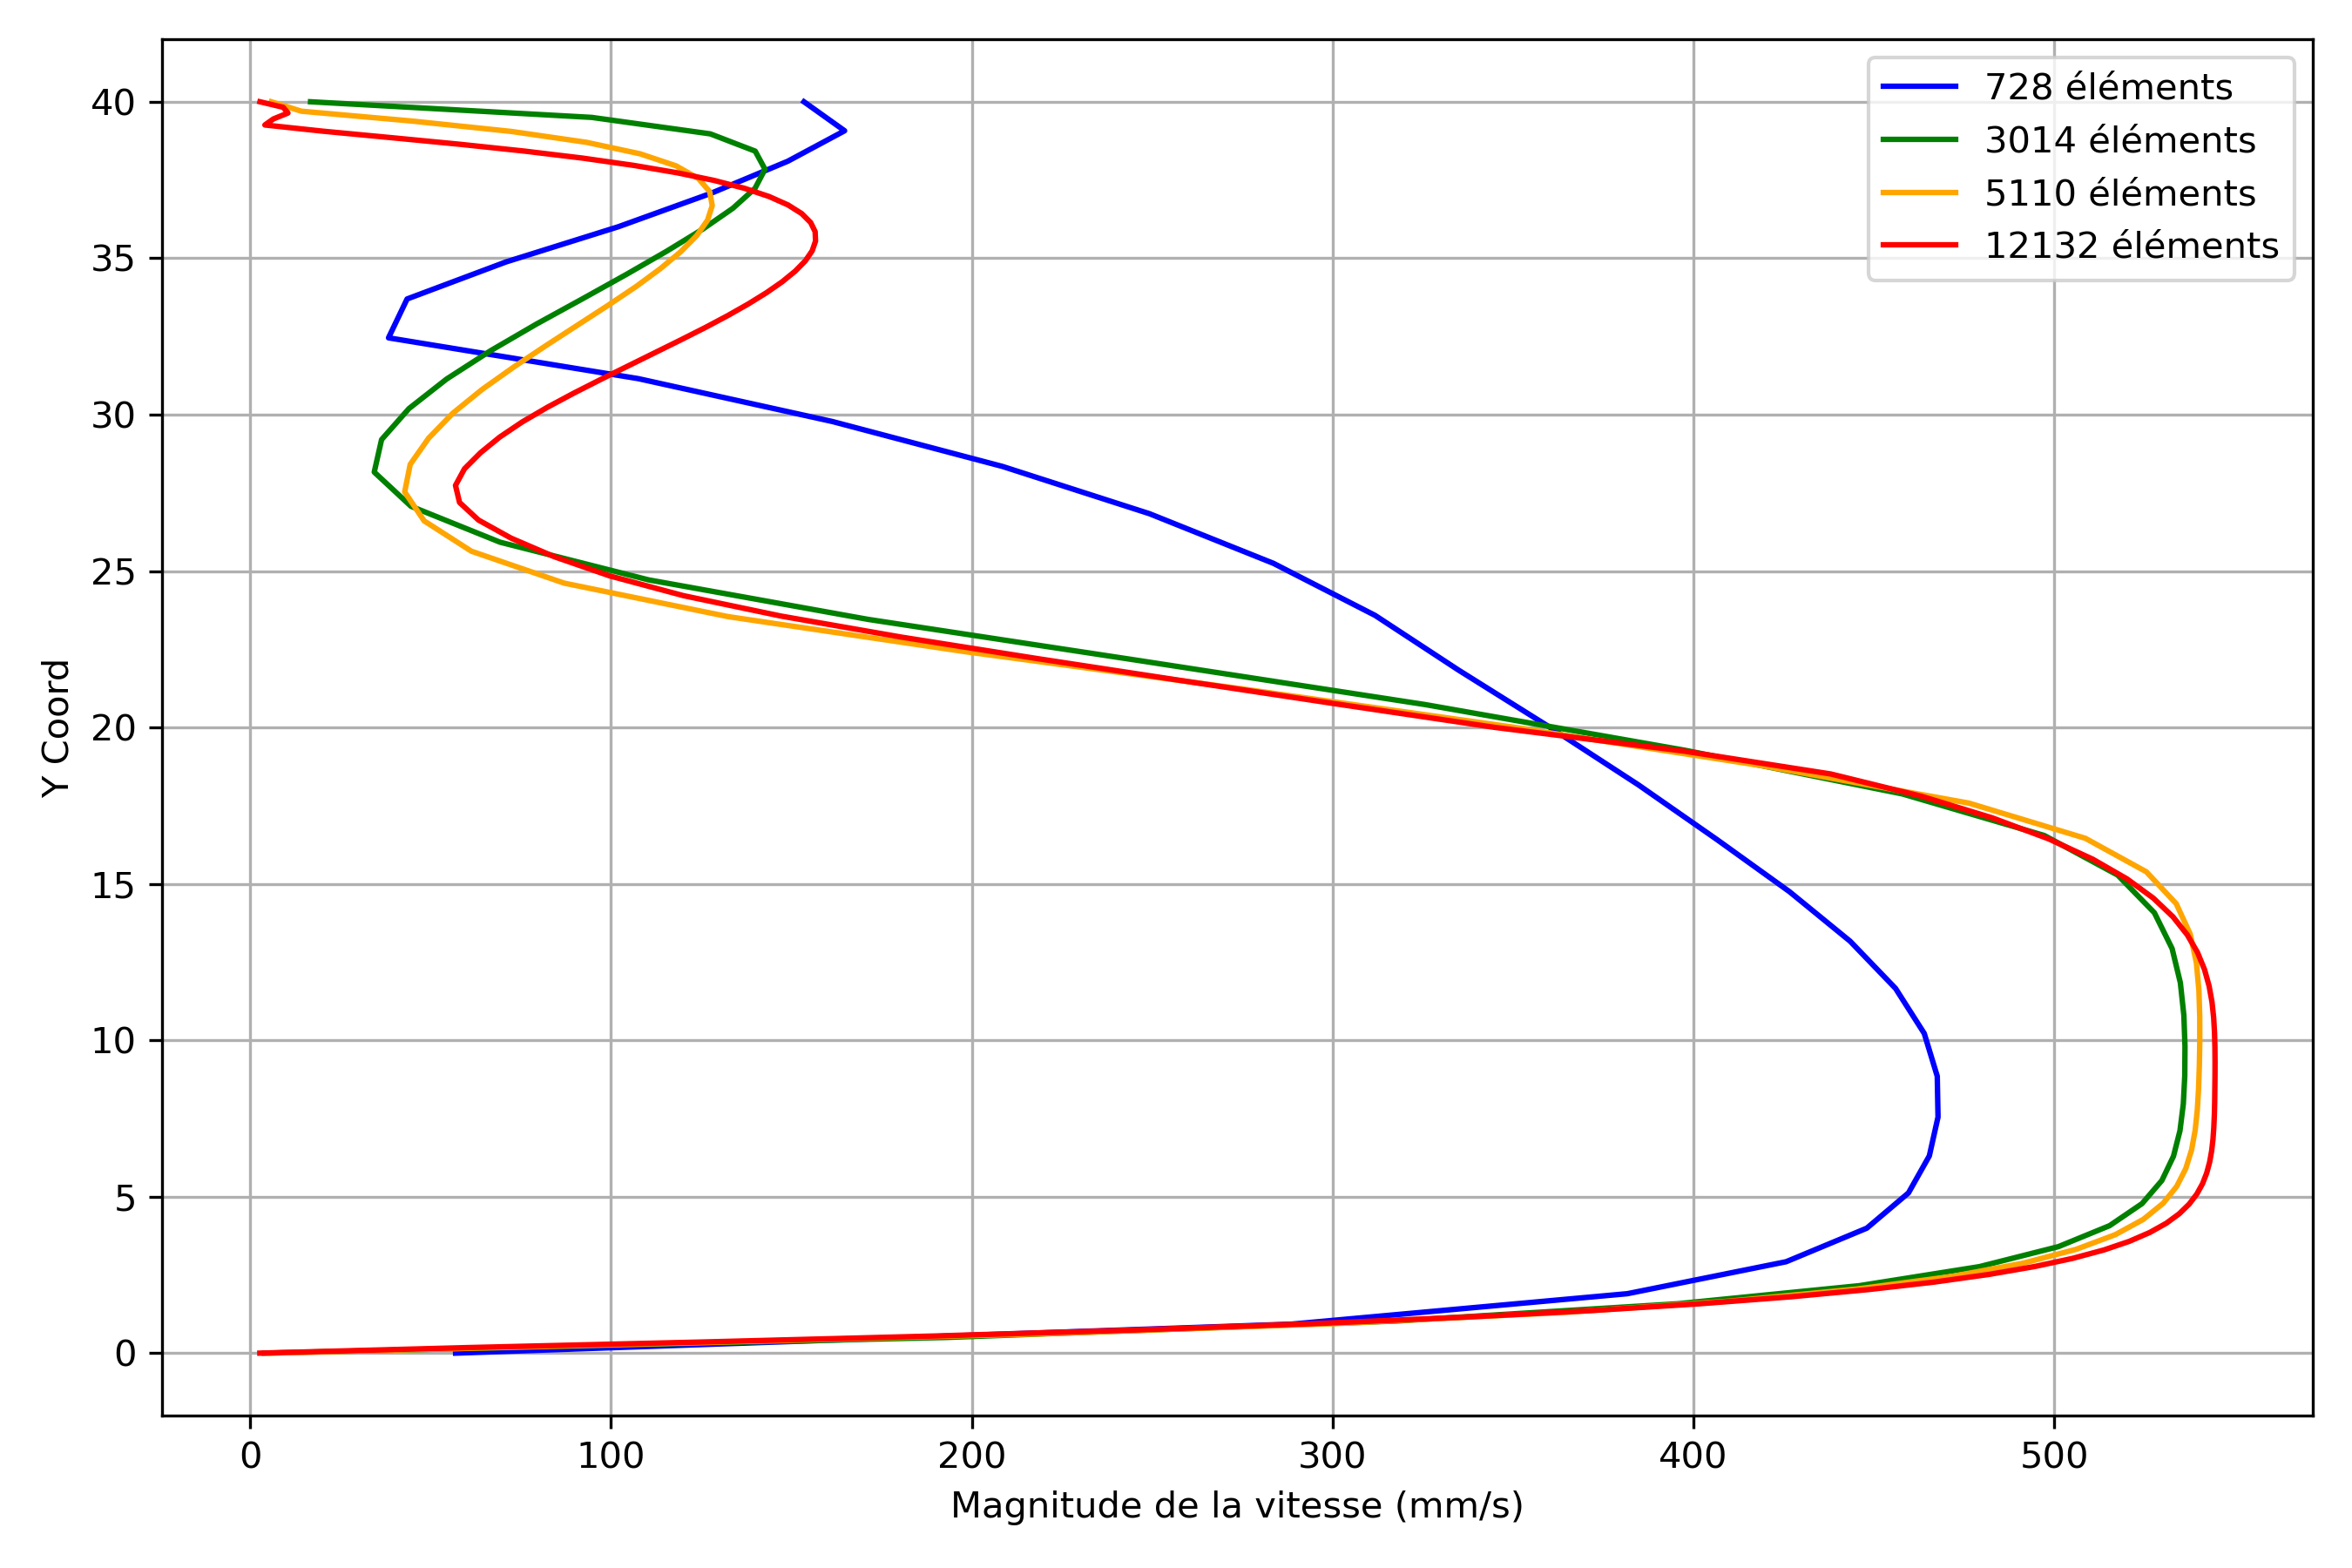 728 éléments
3014 éléments
5110 éléments
12132 éléments
40
35
30
25
20
15
10
5
0
Y Coord
0 100 200 300 400 500
Magnitude de la vitesse (mm/s)